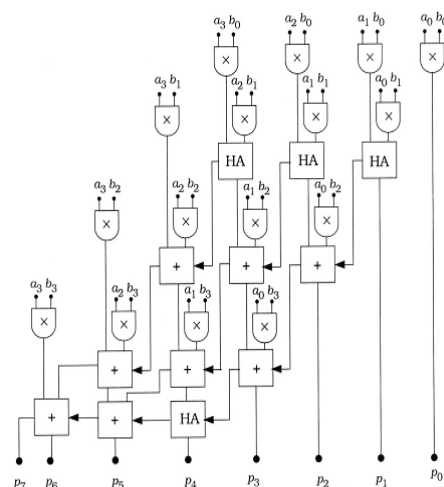 a₃ b₀ a₂ b₀ a₁ b₀ a₀ b₀
× × × ×
a₃ b₁ a₂ b₁ a₁ b₁ a₀ b₁
× × × ×
HA HA HA
a₃ b₂ a₂ b₂ a₁ b₂ a₀ b₂
× × × ×
+ + +
a₃ b₃ a₂ b₃ a₁ b₃ a₀ b₃
× × × ×
+ + +
+ + HA
p₇ p₆ p₅ p₄ p₃ p₂ p₁ p₀